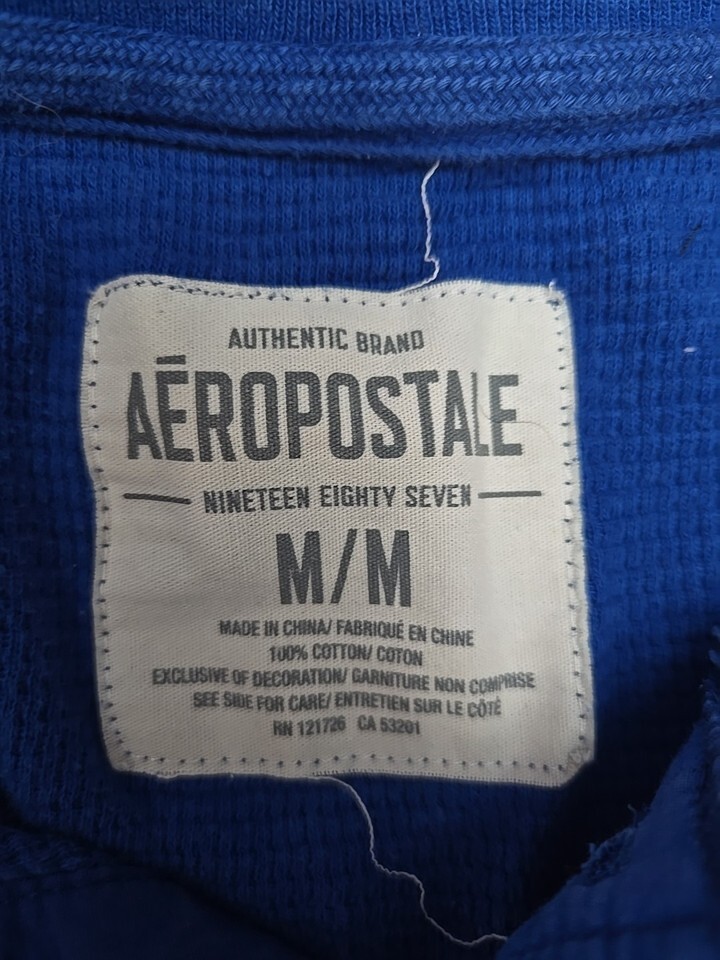 AUTHENTIC BRAND
AÉROPOSTALE
NINETEEN EIGHTY SEVEN
M/M
MADE IN CHINA/ FABRIQUÉ EN CHINE
100% COTTON/ COTON
EXCLUSIVE OF DECORATION/ GARNITURE NON COMPRISE
SEE SIDE FOR CARE/ ENTRETIEN SUR LE CÔTÉ
RN 121726 CA 53201